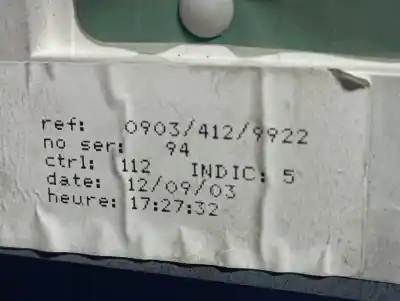 ref: 0903/412/9922
no ser: 94
ctrl: 112 INDIC: 5
date: 12/09/03
heure: 17:27:32